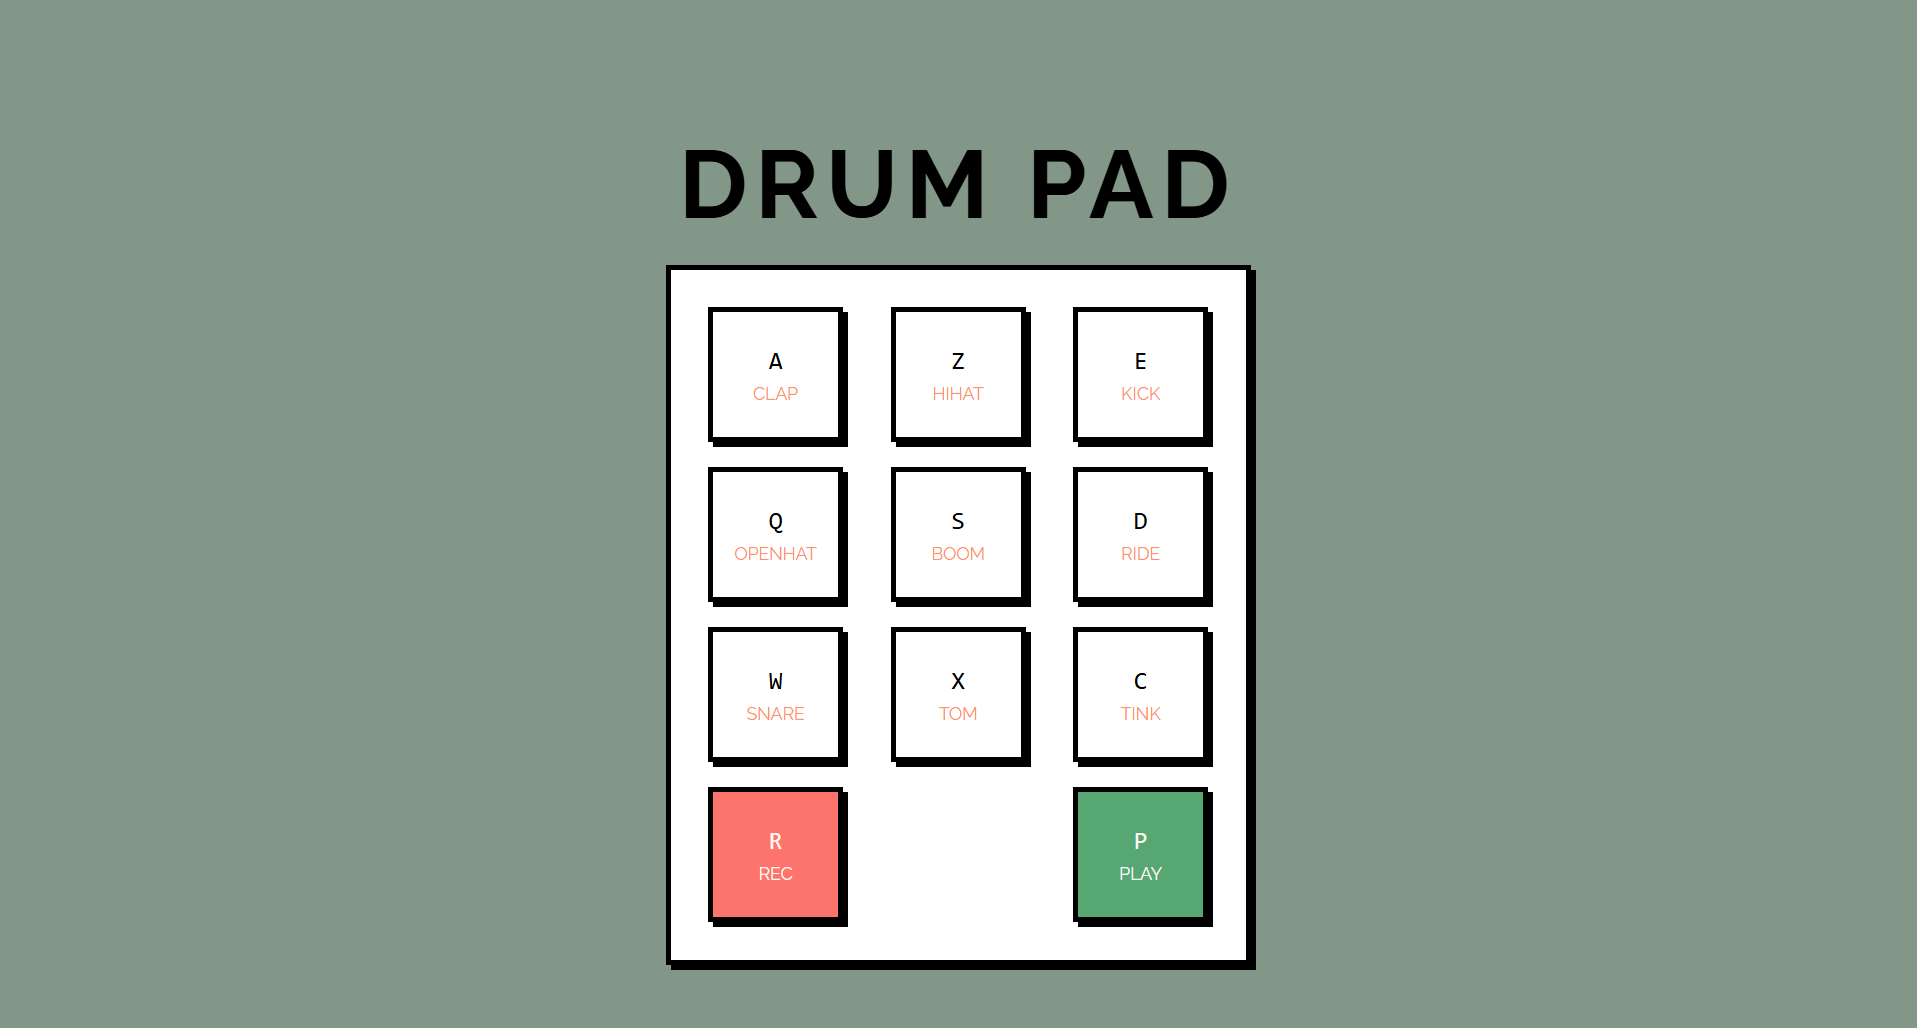 DRUM PAD
A
CLAP
Z
HIHAT
E
KICK
Q
OPENHAT
S
BOOM
D
RIDE
W
SNARE
X
TOM
C
TINK
R
REC
P
PLAY